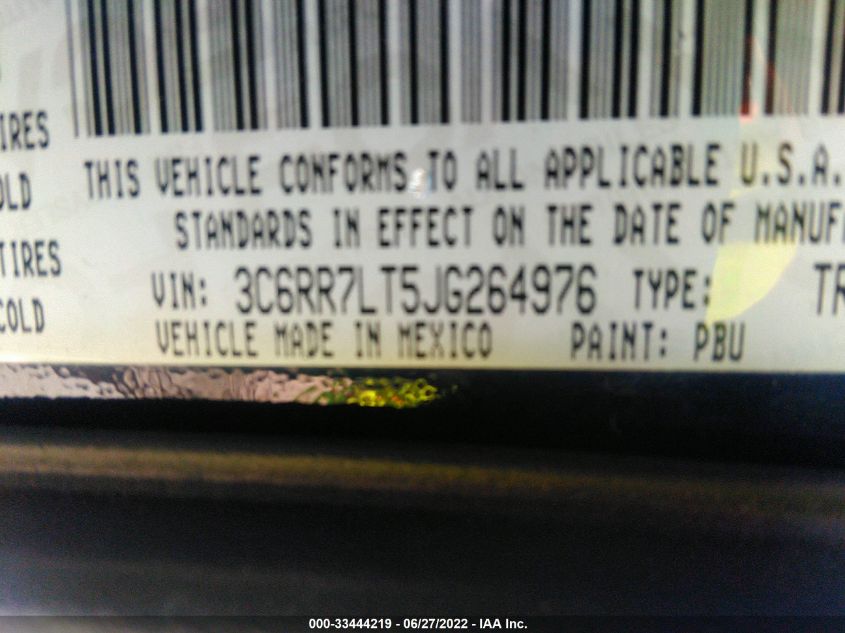 IRES
THIS VEHICLE CONFORMS TO ALL APPLICABLE U.S.A.
OLD
STANDARDS IN EFFECT ON THE DATE OF MANUF
TIRES
VIN: 3C6RR7LT5JG264976 TYPE: TR
COLD
VEHICLE MADE IN MEXICO PAINT: PBU
000-33444219 - 06/27/2022 - IAA Inc.